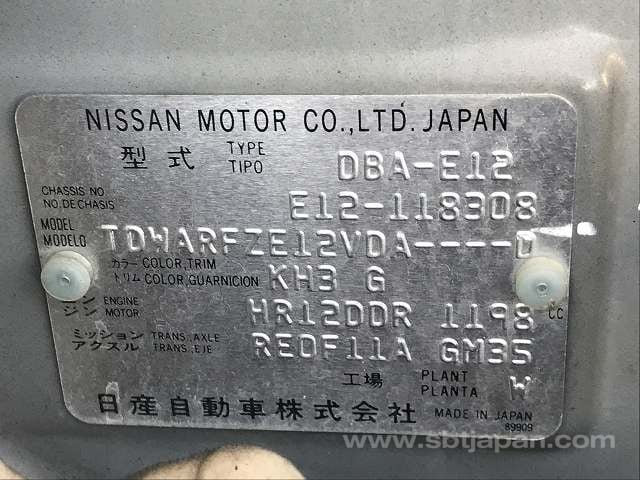 NISSAN MOTOR CO.,LTD. JAPAN
型式 TYPE TIPO DBA-E12
CHASSIS NO NO.DECHASIS E12-118308
MODEL MODELO TDWARFZE12VDA----D
カラー COLOR,TRIM
トリム COLOR,GUARNICION KH3 G
ジン ENGINE
ジン MOTOR HR12DDR 1198 CC
ミッション TRANS.,AXLE
アクスル TRANS.,EJE RE0F11A GM35
工場 PLANT PLANTA W
日産自動車株式会社 MADE IN JAPAN
89909
www.sbtjapan.com